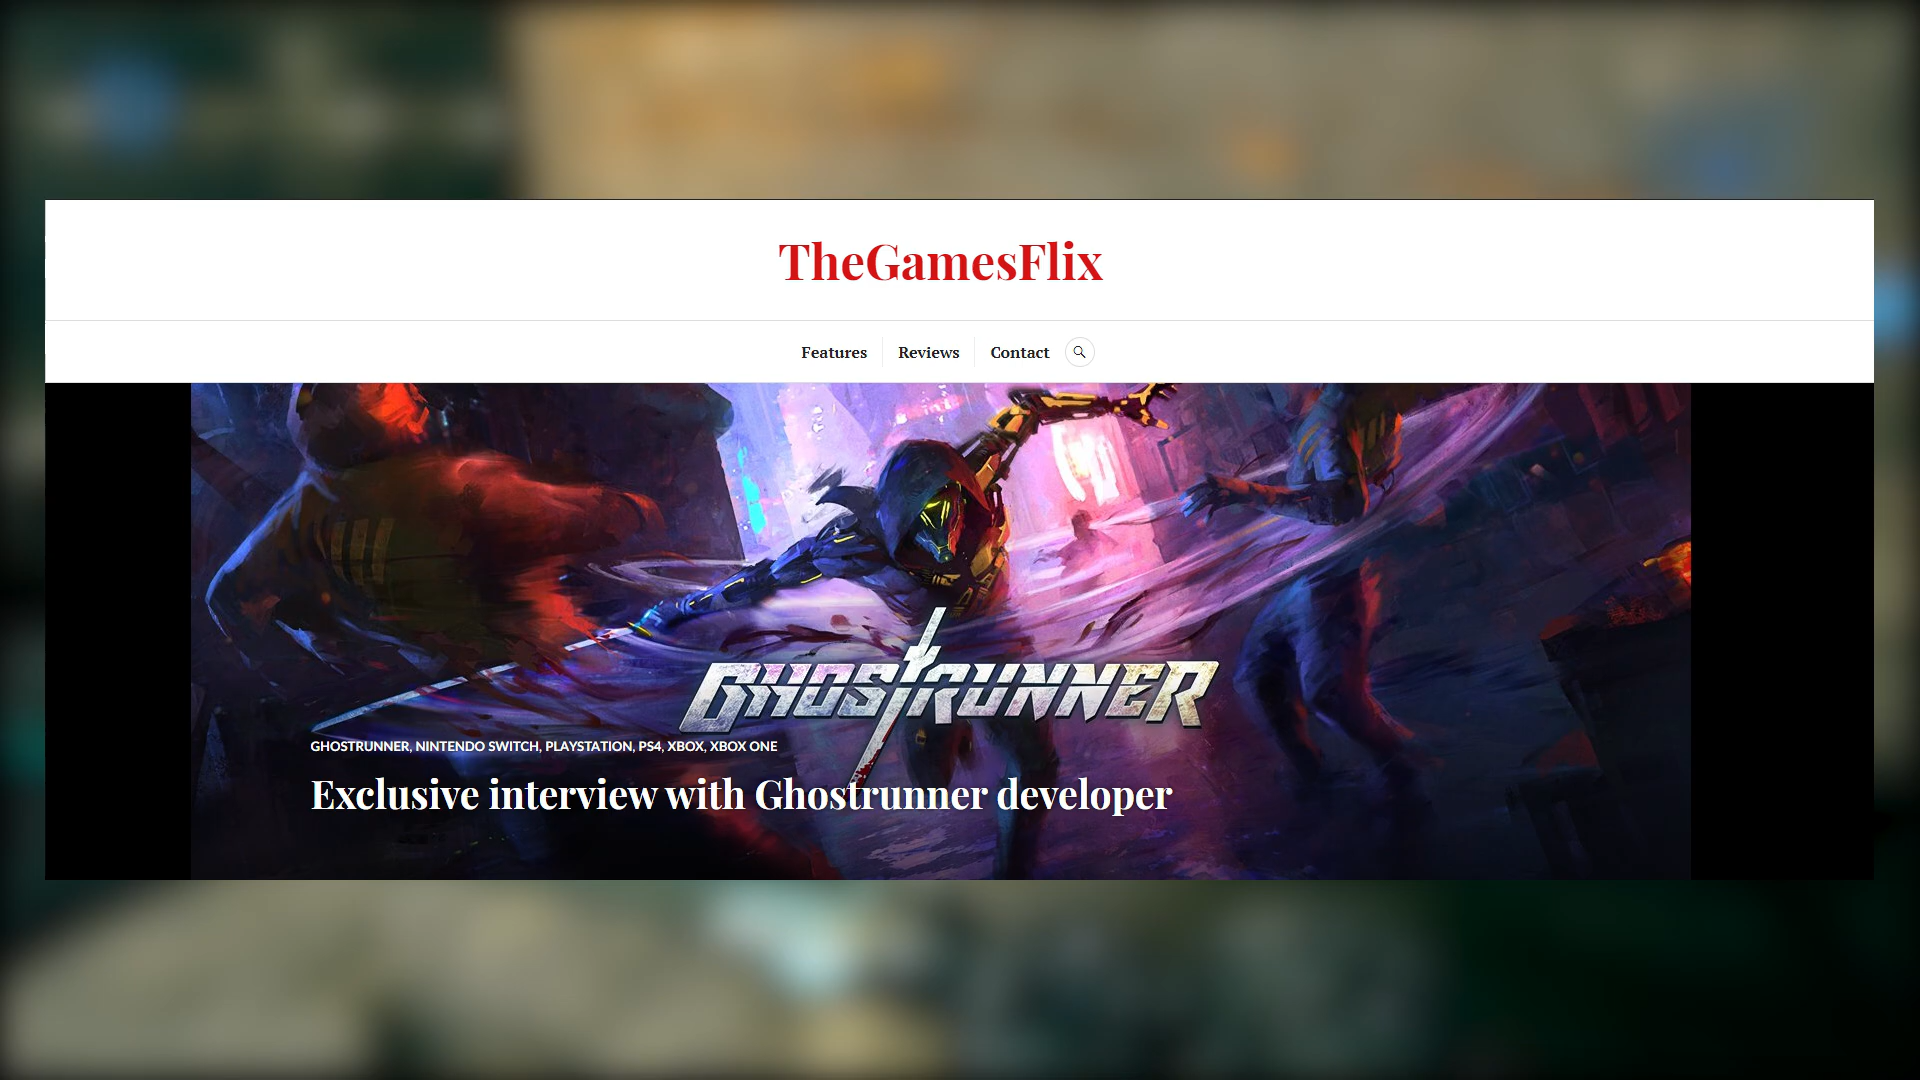 TheGamesFlix
Features
Reviews
Contact
GHOSTRUNNER
GHOSTRUNNER, NINTENDO SWITCH, PLAYSTATION, PS4, XBOX, XBOX ONE
Exclusive interview with Ghostrunner developer